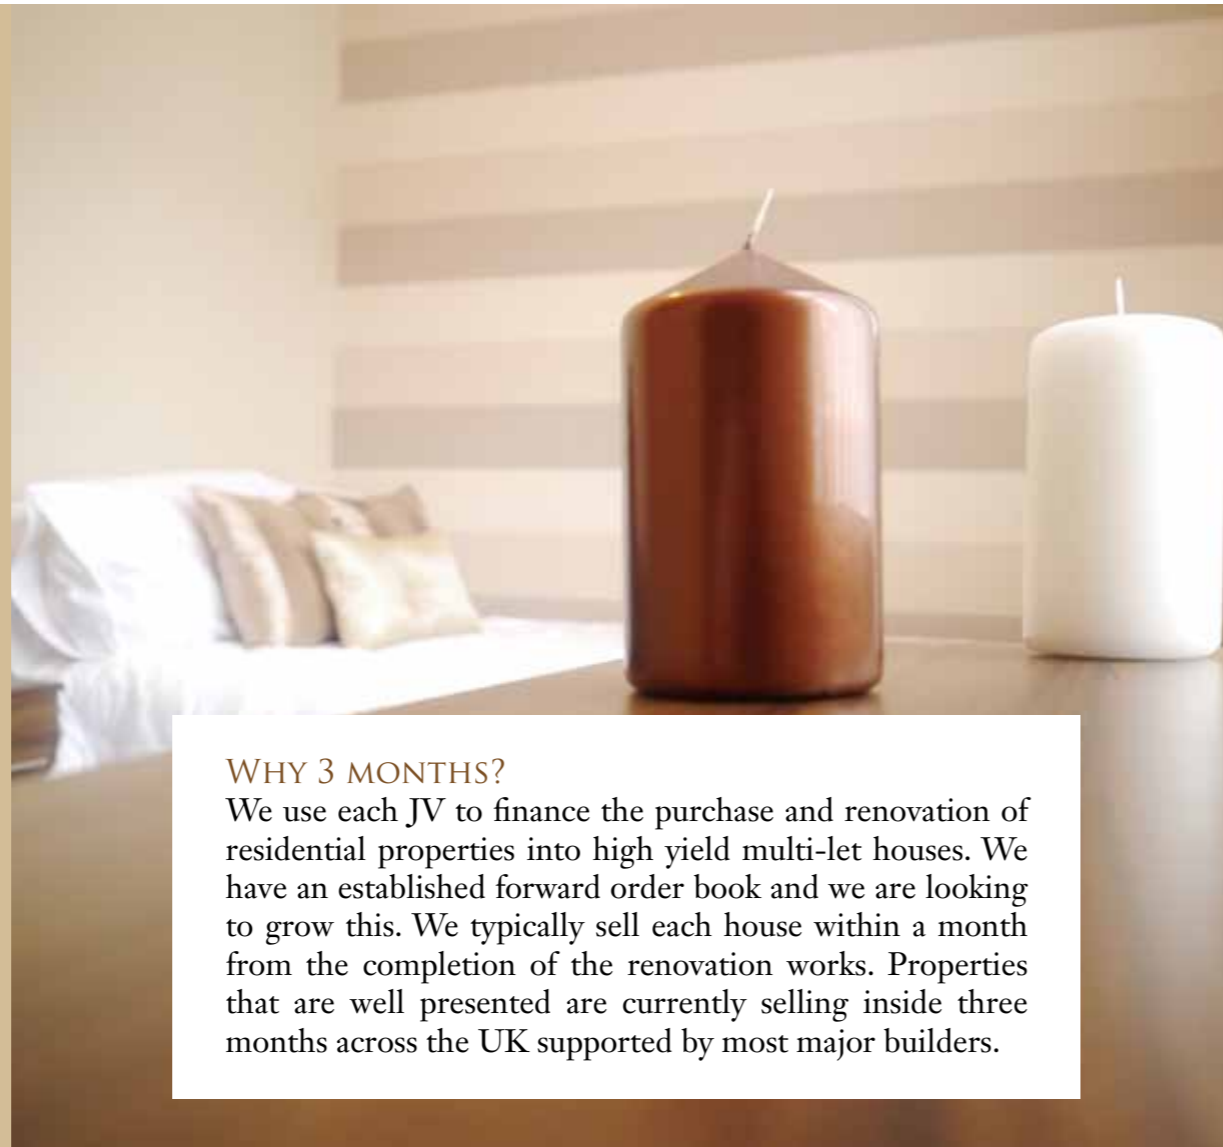 WHY 3 MONTHS?
We use each JV to finance the purchase and renovation of
residential properties into high yield multi-let houses. We
have an established forward order book and we are looking
to grow this. We typically sell each house within a month
from the completion of the renovation works. Properties
that are well presented are currently selling inside three
months across the UK supported by most major builders.